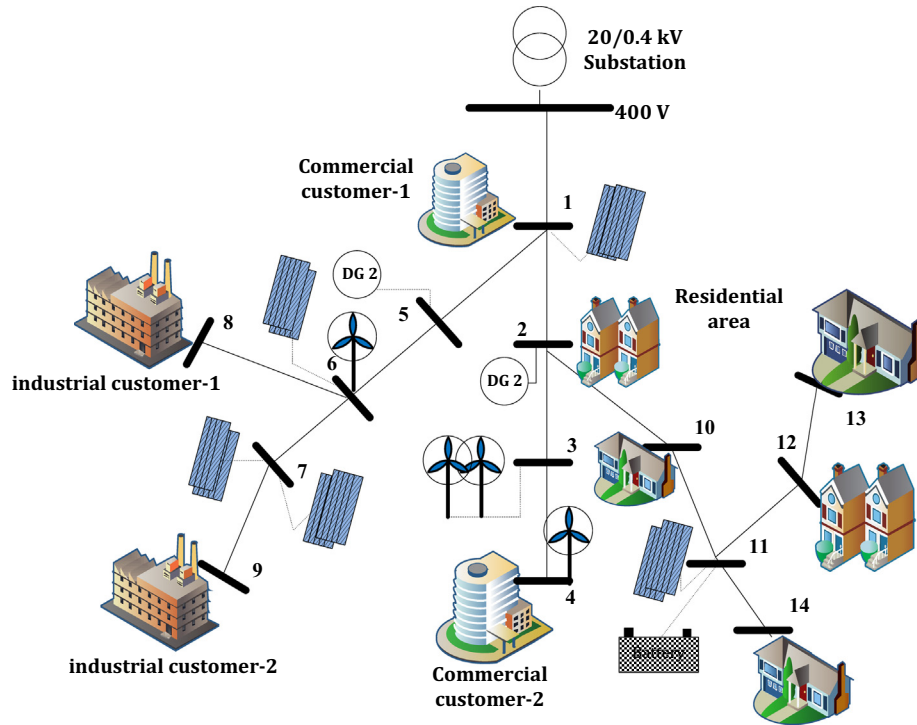 20/0.4 kV
Substation
400 V
Commercial
customer-1
1
DG 2
5
2
Residential
area
8
industrial customer-1
6
DG 2
13
10
3
12
7
11
9
4
14
Battery
industrial customer-2
Commercial
customer-2